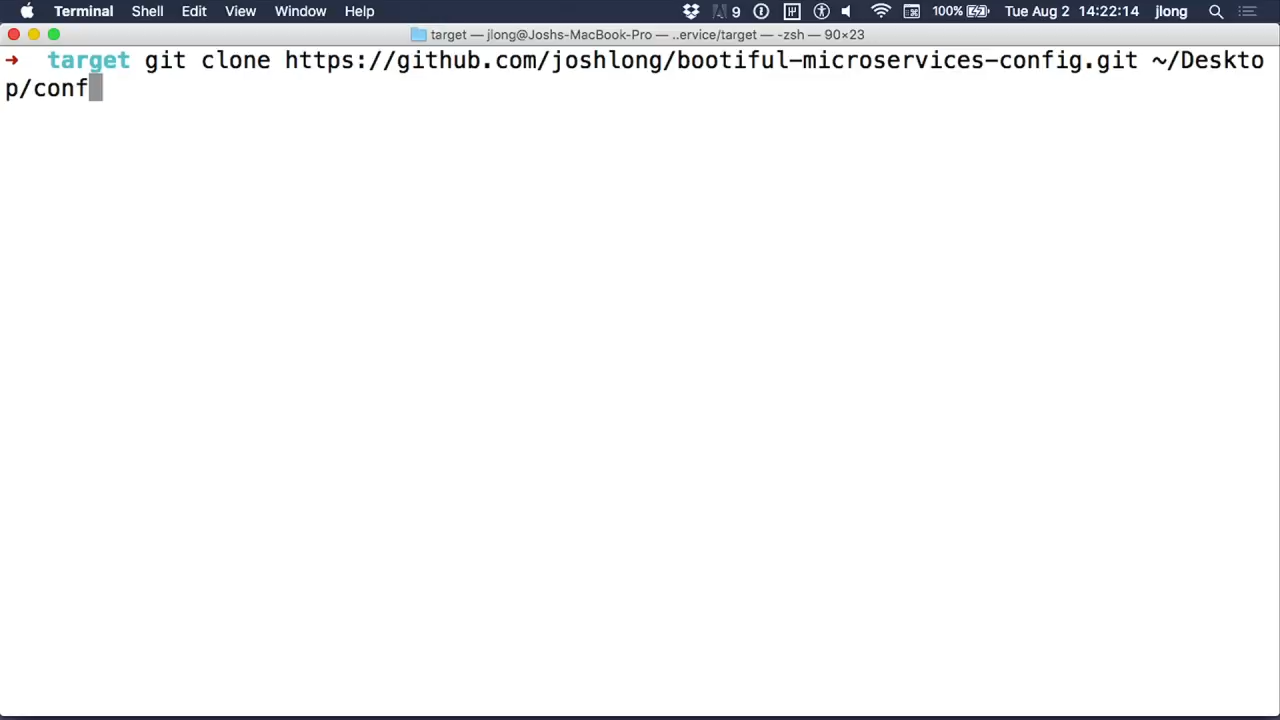 Terminal Shell Edit View Window Help 9 100% Tue Aug 2 14:22:14 jlong
target — jlong@Joshs-MacBook-Pro — ..ervice/target — -zsh — 90×23
→ target git clone https://github.com/joshlong/bootiful-microservices-config.git ~/Deskto
p/conf